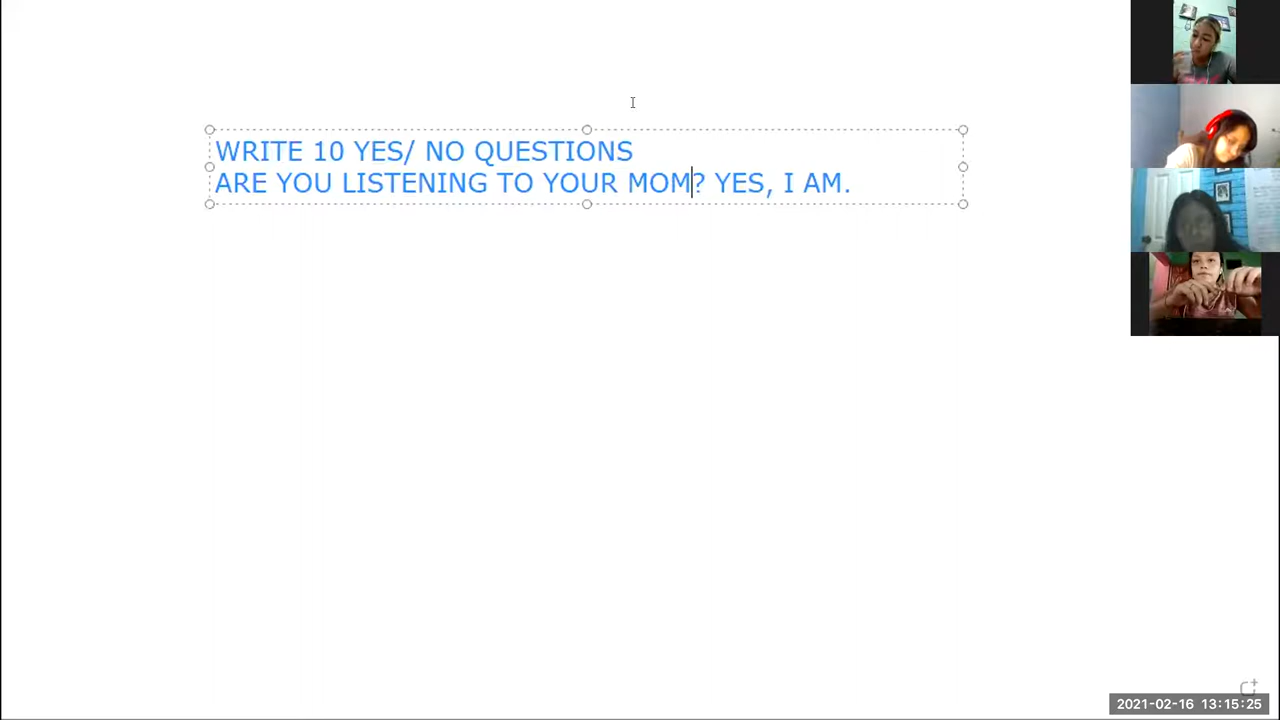 WRITE 10 YES/ NO QUESTIONS
ARE YOU LISTENING TO YOUR MOM? YES, I AM.
2021-02-16 13:15:25